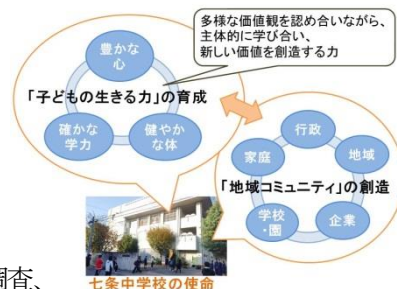 多様な価値観を認め合いながら、
主体的に学び合い、
新しい価値を創造する力
豊かな
心
「子どもの生きる力」の育成
確かな
学力
健やか
な体
行政
家庭
地域
「地域コミュニティ」の創造
学校
・園
企業
七条中学校の使命
調査、